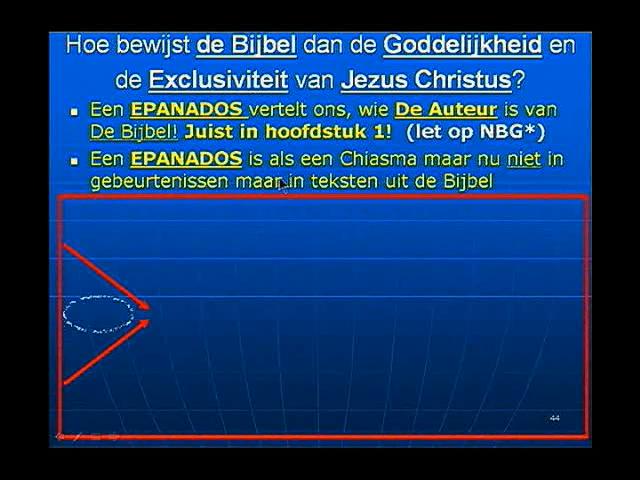 Hoe bewijst de Bijbel dan de Goddelijkheid en
de Exclusiviteit van Jezus Christus?
Een EPANADOS vertelt ons, wie De Auteur is van
De Bijbel! Juist in hoofdstuk 1! (let op NBG*)
Een EPANADOS is als een Chiasma maar nu niet in
gebeurtenissen maar in teksten uit de Bijbel
44